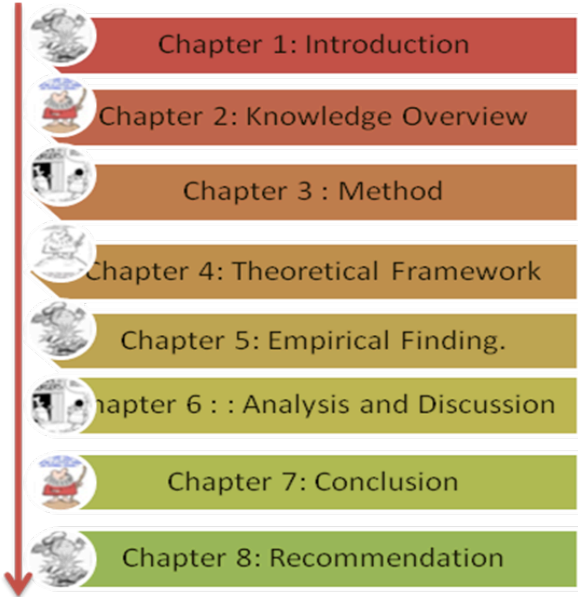 Chapter 1: Introduction
Chapter 2: Knowledge Overview
Chapter 3 : Method
Chapter 4: Theoretical Framework
Chapter 5: Empirical Finding.
hapter 6 : : Analysis and Discussion
Chapter 7: Conclusion
Chapter 8: Recommendation